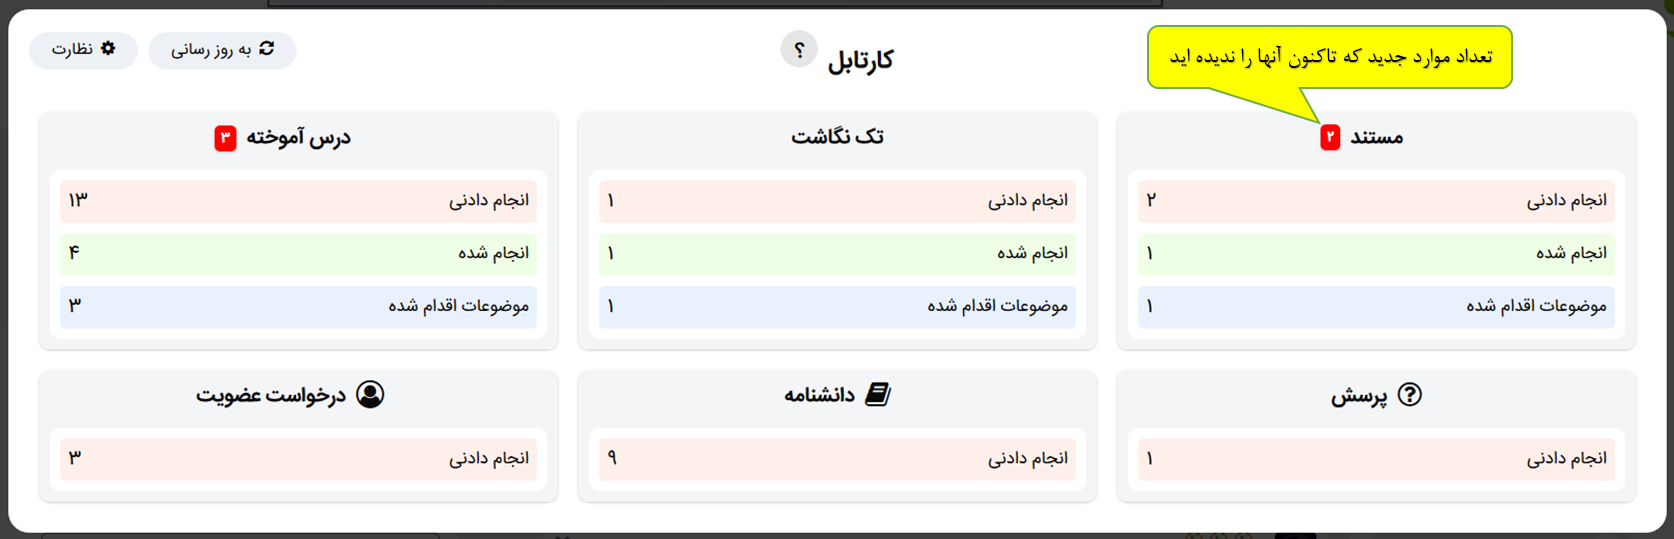 تعداد موارد جدید که تاکنون آنها را ندیده اید
کارتابل ؟
به روز رسانی
نظارت
مستند ۲
انجام دادنی ۲
انجام شده ۱
موضوعات اقدام شده ۱
تک نگاشت
انجام دادنی ۱
انجام شده ۱
موضوعات اقدام شده ۱
درس آموخته ۳
انجام دادنی ۱۳
انجام شده ۴
موضوعات اقدام شده ۳
پرسش
انجام دادنی ۱
دانشنامه
انجام دادنی ۹
درخواست عضویت
انجام دادنی ۳